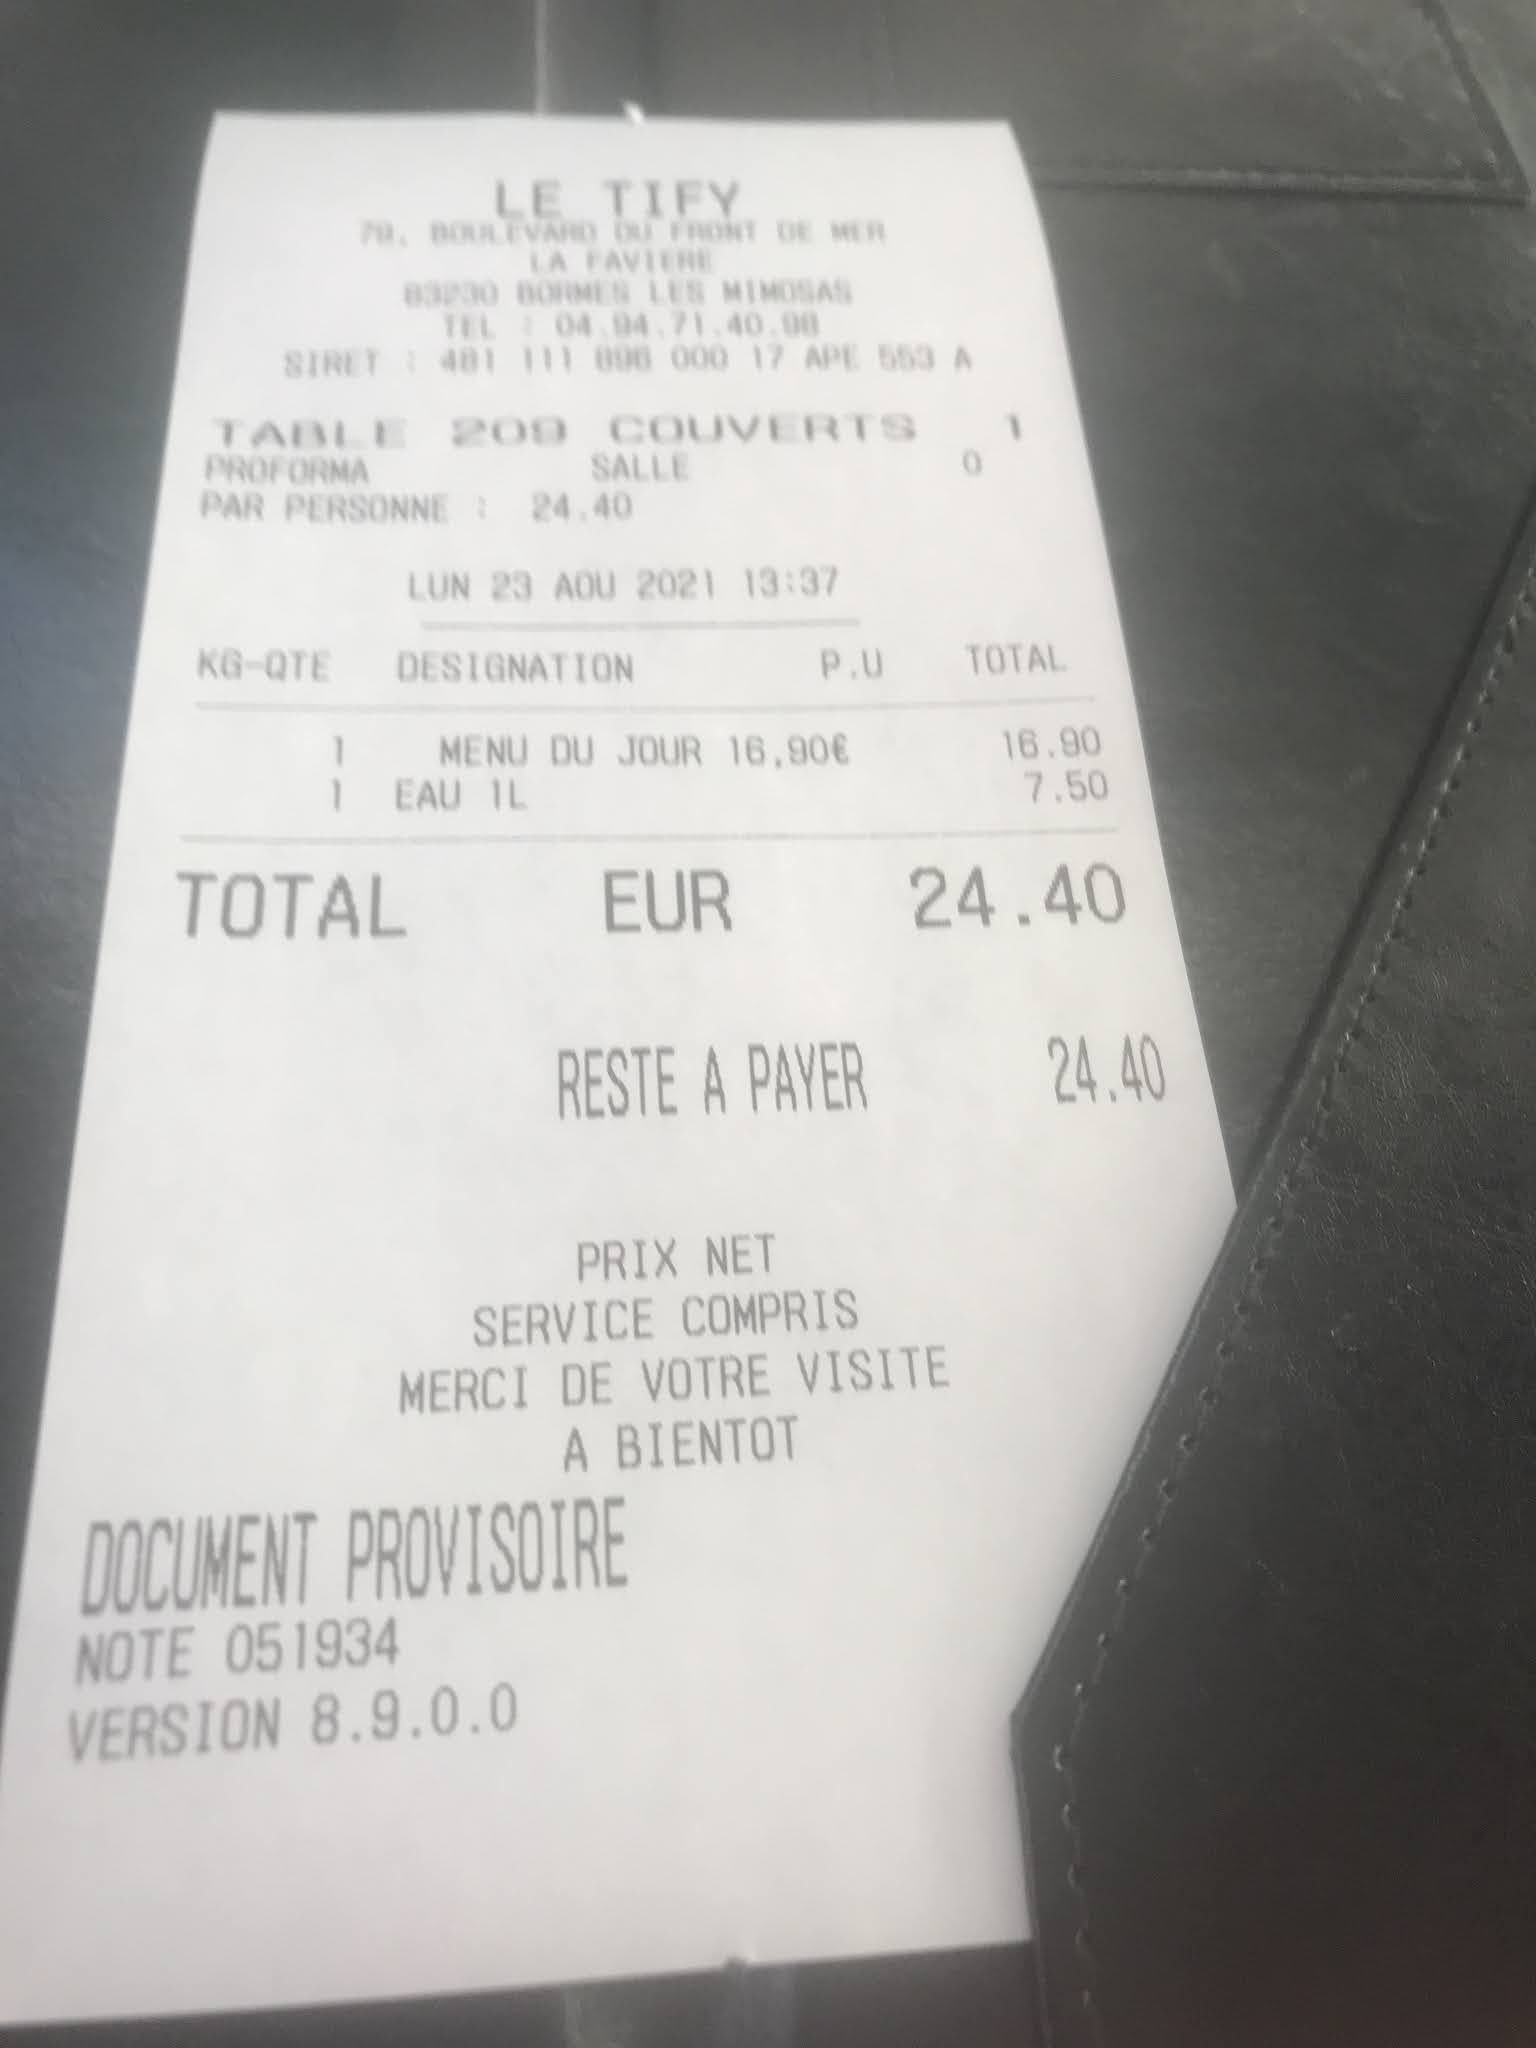 LE TIFY
BOULEVARD DU FRONT DE MER
LA FAVIERE
83230 BORMES LES MIMOSAS
TEL : 04.94.71.40.98
SIRET : 481 111 896 000 17 APE 553 A
TABLE 209 COUVERTS 1
PROFORMA SALLE 0
PAR PERSONNE : 24.40
LUN 23 AOU 2021 13:37
KG-QTE DESIGNATION P.U TOTAL
1 MENU DU JOUR 16,90€ 16.90
1 EAU 1L 7.50
TOTAL EUR 24.40
RESTE A PAYER 24.40
PRIX NET
SERVICE COMPRIS
MERCI DE VOTRE VISITE
A BIENTOT
DOCUMENT PROVISOIRE
NOTE 051934
VERSION 8.9.0.0